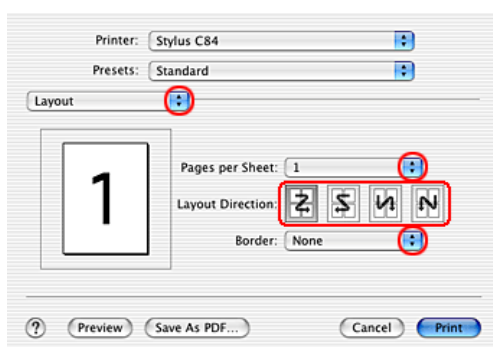 Printer: Stylus C84
Presets: Standard
Layout
1
Pages per Sheet: 1
Layout Direction:
Border: None
? Preview Save As PDF... Cancel Print